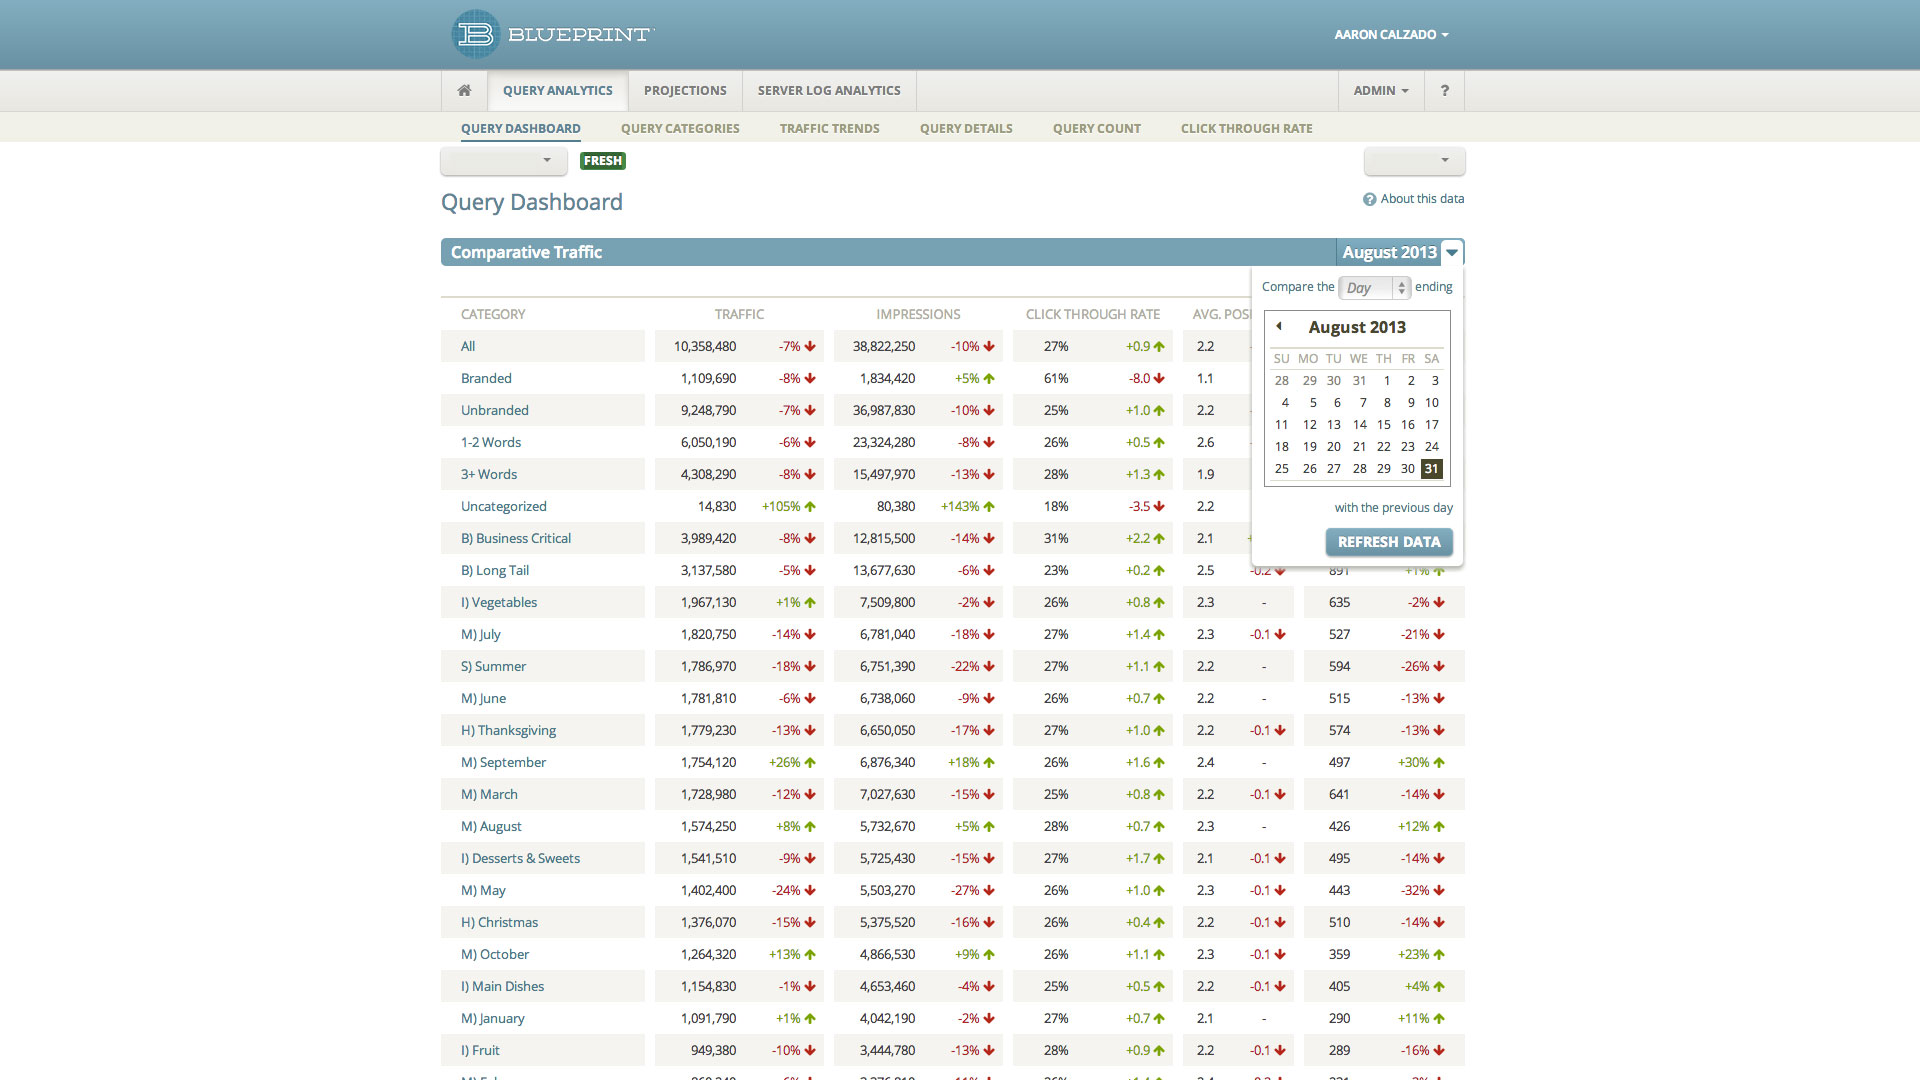 BLUEPRINT
AARON CALZADO
QUERY ANALYTICS PROJECTIONS SERVER LOG ANALYTICS ADMIN ?
QUERY DASHBOARD QUERY CATEGORIES TRAFFIC TRENDS QUERY DETAILS QUERY COUNT CLICK THROUGH RATE
FRESH
Query Dashboard
? About this data
Comparative Traffic August 2013
Compare the Day ending
August 2013
SU MO TU WE TH FR SA
28 29 30 31 1 2 3
4 5 6 7 8 9 10
11 12 13 14 15 16 17
18 19 20 21 22 23 24
25 26 27 28 29 30 31
with the previous day
REFRESH DATA
CATEGORY TRAFFIC IMPRESSIONS CLICK THROUGH RATE AVG. POS
All 10,358,480 -7% 38,822,250 -10% 27% +0.9 2.2
Branded 1,109,690 -8% 1,834,420 +5% 61% -8.0 1.1
Unbranded 9,248,790 -7% 36,987,830 -10% 25% +1.0 2.2
1-2 Words 6,050,190 -6% 23,324,280 -8% 26% +0.5 2.6
3+ Words 4,308,290 -8% 15,497,970 -13% 28% +1.3 1.9
Uncategorized 14,830 +105% 80,380 +143% 18% -3.5 2.2
B) Business Critical 3,989,420 -8% 12,815,500 -14% 31% +2.2 2.1
B) Long Tail 3,137,580 -5% 13,677,630 -6% 23% +0.2 2.5 -0.2 891 +1%
I) Vegetables 1,967,130 +1% 7,509,800 -2% 26% +0.8 2.3 - 635 -2%
M) July 1,820,750 -14% 6,781,040 -18% 27% +1.4 2.3 -0.1 527 -21%
S) Summer 1,786,970 -18% 6,751,390 -22% 27% +1.1 2.2 - 594 -26%
M) June 1,781,810 -6% 6,738,060 -9% 26% +0.7 2.2 - 515 -13%
H) Thanksgiving 1,779,230 -13% 6,650,050 -17% 27% +1.0 2.2 -0.1 574 -13%
M) September 1,754,120 +26% 6,876,340 +18% 26% +1.6 2.4 - 497 +30%
M) March 1,728,980 -12% 7,027,630 -15% 25% +0.8 2.2 -0.1 641 -14%
M) August 1,574,250 +8% 5,732,670 +5% 28% +0.7 2.3 - 426 +12%
I) Desserts & Sweets 1,541,510 -9% 5,725,430 -15% 27% +1.7 2.1 -0.1 495 -14%
M) May 1,402,400 -24% 5,503,270 -27% 26% +1.0 2.3 -0.1 443 -32%
H) Christmas 1,376,070 -15% 5,375,520 -16% 26% +0.4 2.2 -0.1 510 -14%
M) October 1,264,320 +13% 4,866,530 +9% 26% +1.1 2.3 -0.1 359 +23%
I) Main Dishes 1,154,830 -1% 4,653,460 -4% 25% +0.5 2.2 -0.1 405 +4%
M) January 1,091,790 +1% 4,042,190 -2% 27% +0.7 2.1 - 290 +11%
I) Fruit 949,380 -10% 3,444,780 -13% 28% +0.9 2.2 -0.1 289 -16%